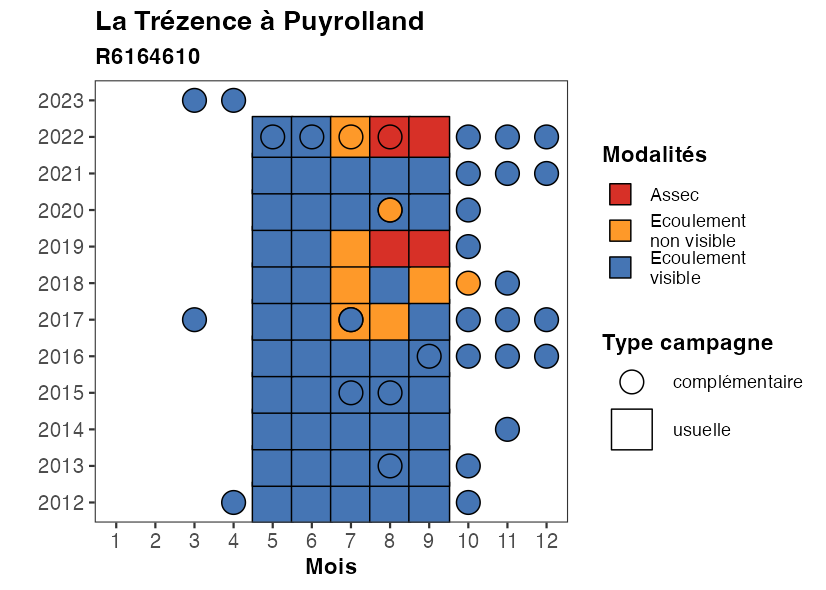 La Trézence à Puyrolland
R6164610
2023
2022
2021
2020
2019
2018
2017
2016
2015
2014
2013
2012
1 2 3 4 5 6 7 8 9 10 11 12
Mois
Modalités
Assec
Ecoulement
non visible
Ecoulement
visible
Type campagne
complémentaire
usuelle